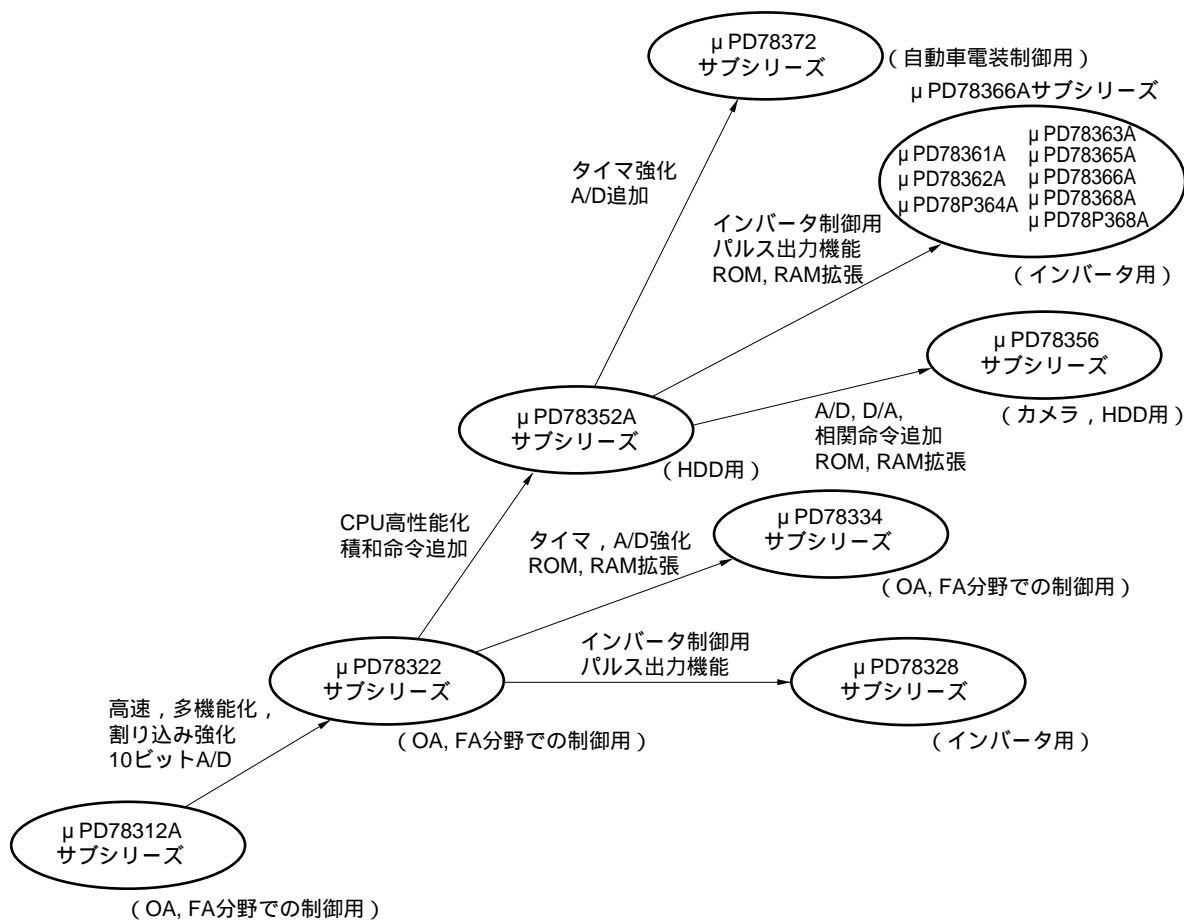 μPD78372
サブシリーズ
（自動車電装制御用）
μPD78366Aサブシリーズ
μPD78361A
μPD78362A
μPD78P364A
μPD78363A
μPD78365A
μPD78366A
μPD78368A
μPD78P368A
（インバータ用）
タイマ強化
A/D追加
インバータ制御用
パルス出力機能
ROM, RAM拡張
μPD78356
サブシリーズ
（カメラ，HDD用）
μPD78352A
サブシリーズ
（HDD用）
A/D, D/A,
相関命令追加
ROM, RAM拡張
CPU高性能化
積和命令追加
タイマ，A/D強化
ROM, RAM拡張
μPD78334
サブシリーズ
（OA, FA分野での制御用）
μPD78322
サブシリーズ
（OA, FA分野での制御用）
インバータ制御用
パルス出力機能
μPD78328
サブシリーズ
（インバータ用）
高速，多機能化，
割り込み強化
10ビットA/D
μPD78312A
サブシリーズ
（OA, FA分野での制御用）